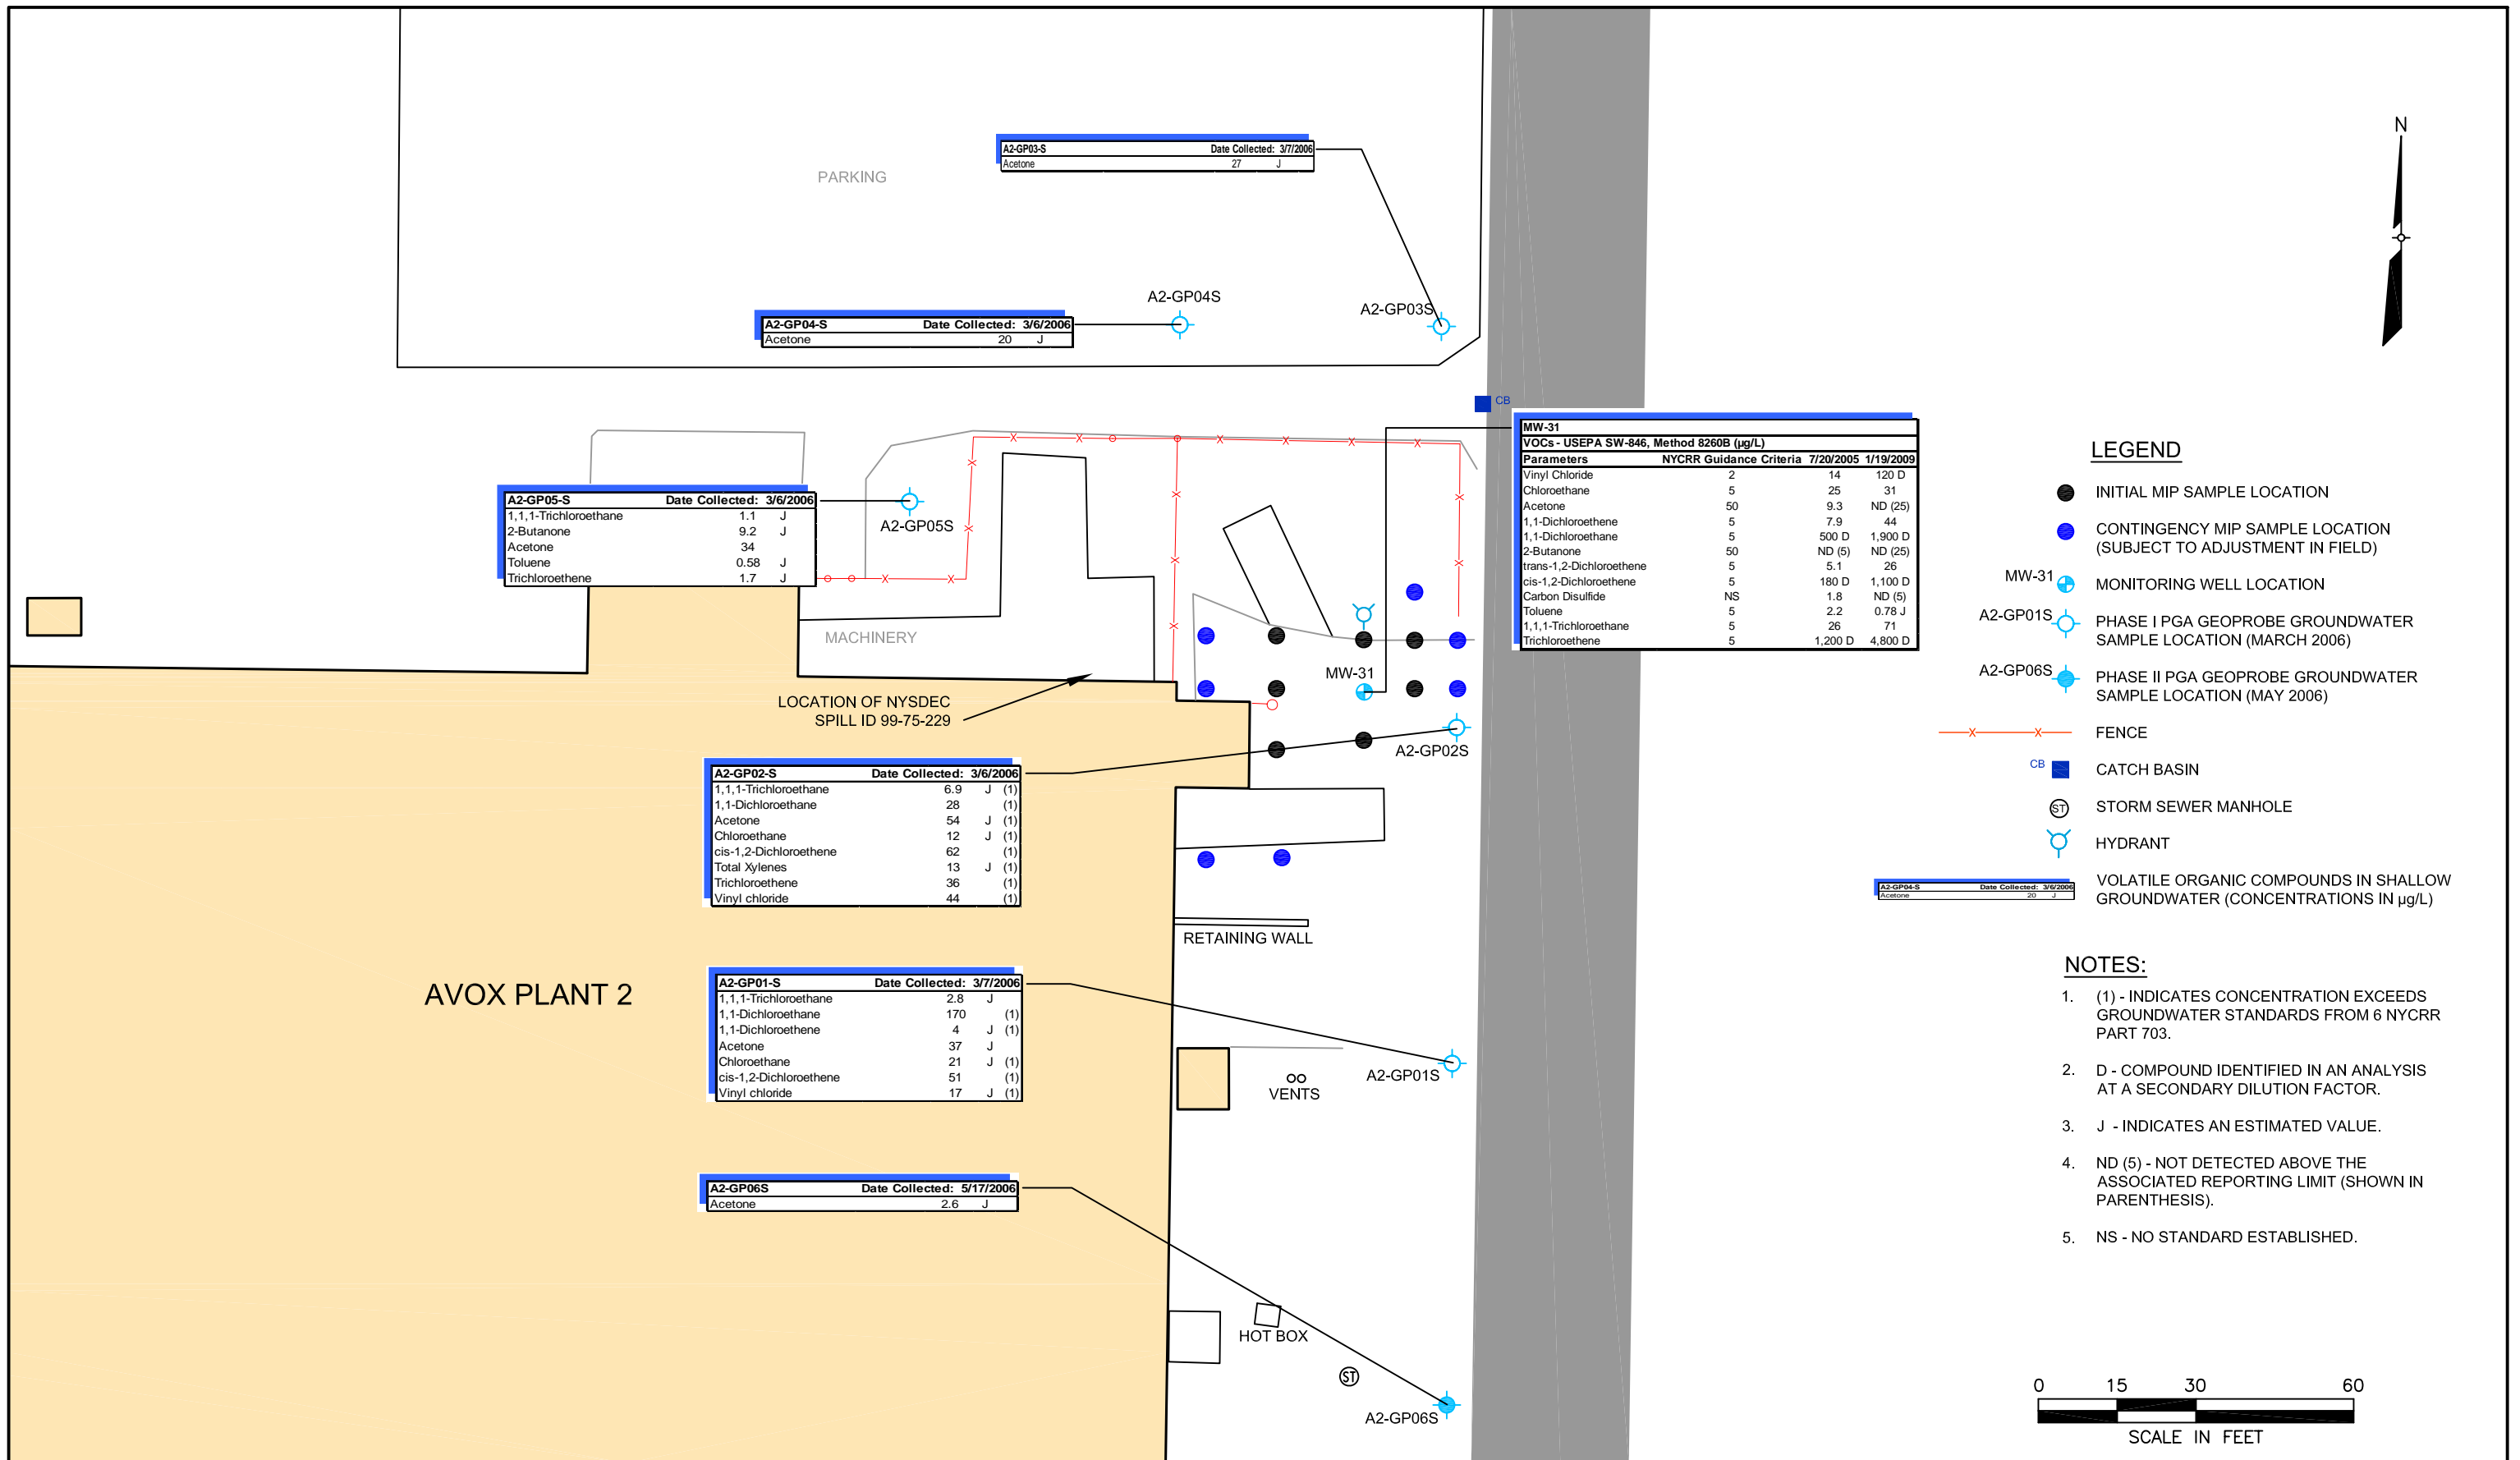 N
A2-GP03-S Date Collected: 3/7/2006
Acetone 27 J
PARKING
A2-GP04S
A2-GP03S
A2-GP04-S Date Collected: 3/6/2006
Acetone 20 J
CB
MW-31
VOCs - USEPA SW-846, Method 8260B (µg/L)
Parameters NYCRR Guidance Criteria 7/20/2005 1/19/2009
Vinyl Chloride 2 14 120 D
Chloroethane 5 25 31
Acetone 50 9.3 ND (25)
1,1-Dichloroethene 5 7.9 44
1,1-Dichloroethane 5 500 D 1,900 D
2-Butanone 50 ND (5) ND (25)
trans-1,2-Dichloroethene 5 5.1 26
cis-1,2-Dichloroethene 5 180 D 1,100 D
Carbon Disulfide NS 1.8 ND (5)
Toluene 5 2.2 0.78 J
1,1,1-Trichloroethane 5 26 71
Trichloroethene 5 1,200 D 4,800 D
A2-GP05-S Date Collected: 3/6/2006
1,1,1-Trichloroethane 1.1 J
2-Butanone 9.2 J
Acetone 34
Toluene 0.58 J
Trichloroethene 1.7 J
A2-GP05S
MACHINERY
MW-31
LOCATION OF NYSDEC
SPILL ID 99-75-229
A2-GP02S
A2-GP02-S Date Collected: 3/6/2006
1,1,1-Trichloroethane 6.9 J (1)
1,1-Dichloroethane 28 (1)
Acetone 54 J (1)
Chloroethane 12 J (1)
cis-1,2-Dichloroethene 62 (1)
Total Xylenes 13 J (1)
Trichloroethene 36 (1)
Vinyl chloride 44 (1)
RETAINING WALL
AVOX PLANT 2
A2-GP01-S Date Collected: 3/7/2006
1,1,1-Trichloroethane 2.8 J
1,1-Dichloroethane 170 (1)
1,1-Dichloroethene 4 J (1)
Acetone 37 J
Chloroethane 21 J (1)
cis-1,2-Dichloroethene 51 (1)
Vinyl chloride 17 J (1)
A2-GP01S
VENTS
A2-GP06S Date Collected: 5/17/2006
Acetone 2.6 J
HOT BOX
ST
A2-GP06S
LEGEND
INITIAL MIP SAMPLE LOCATION
CONTINGENCY MIP SAMPLE LOCATION
(SUBJECT TO ADJUSTMENT IN FIELD)
MW-31 MONITORING WELL LOCATION
A2-GP01S PHASE I PGA GEOPROBE GROUNDWATER
SAMPLE LOCATION (MARCH 2006)
A2-GP06S PHASE II PGA GEOPROBE GROUNDWATER
SAMPLE LOCATION (MAY 2006)
X X FENCE
CB CATCH BASIN
ST STORM SEWER MANHOLE
HYDRANT
A2-GP04-S Date Collected: 3/6/2006
Acetone 20 J
VOLATILE ORGANIC COMPOUNDS IN SHALLOW
GROUNDWATER (CONCENTRATIONS IN µg/L)
NOTES:
1. (1) - INDICATES CONCENTRATION EXCEEDS
GROUNDWATER STANDARDS FROM 6 NYCRR
PART 703.
2. D - COMPOUND IDENTIFIED IN AN ANALYSIS
AT A SECONDARY DILUTION FACTOR.
3. J - INDICATES AN ESTIMATED VALUE.
4. ND (5) - NOT DETECTED ABOVE THE
ASSOCIATED REPORTING LIMIT (SHOWN IN
PARENTHESIS).
5. NS - NO STANDARD ESTABLISHED.
0 15 30 60
SCALE IN FEET